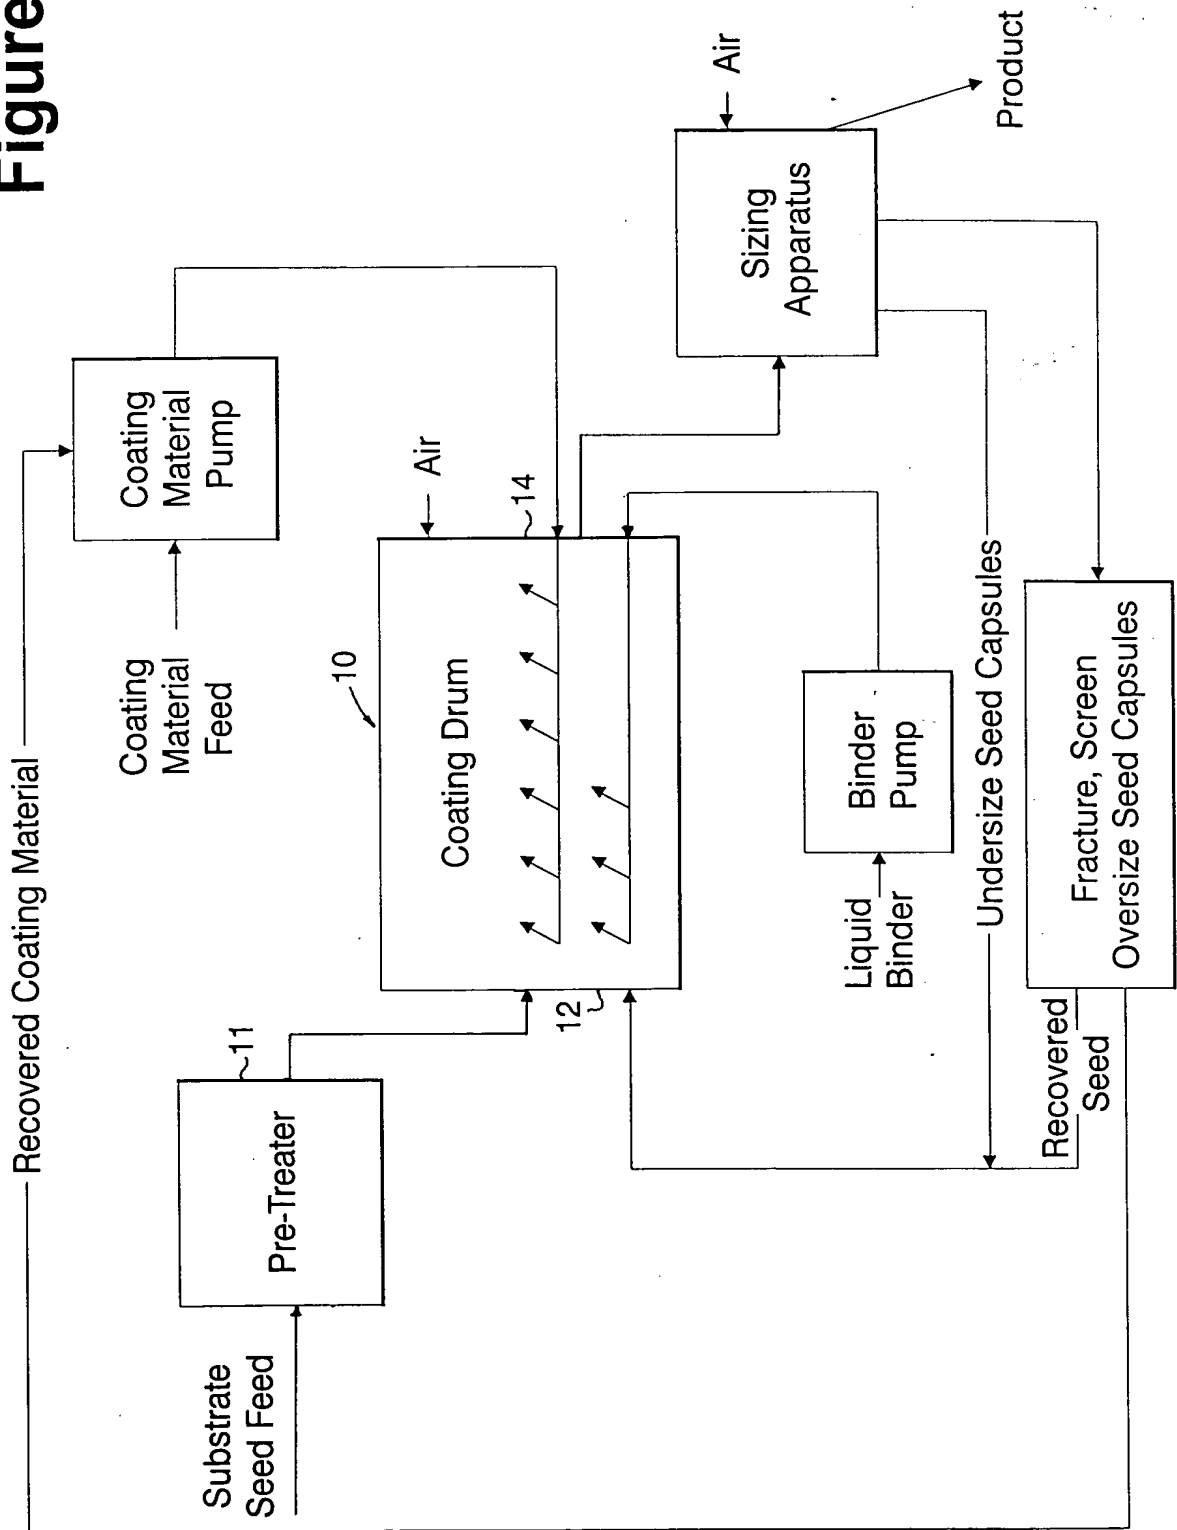 Figure
Recovered Coating Material
Coating
Material
Feed
Coating
Material
Pump
Substrate
Seed Feed
Pre-Treater
11
10
Coating Drum
12
14
Air
Air
Sizing
Apparatus
Product
Liquid
Binder
Binder
Pump
Undersize Seed Capsules
Recovered
Seed
Fracture, Screen
Oversize Seed Capsules